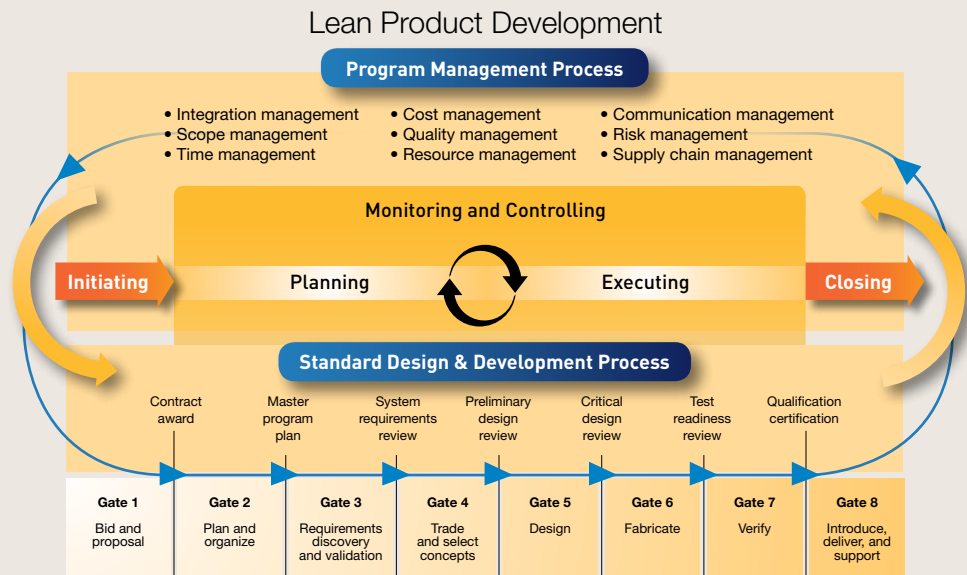 Lean Product Development
Program Management Process
• Integration management
• Scope management
• Time management
• Cost management
• Quality management
• Resource management
• Communication management
• Risk management
• Supply chain management
Monitoring and Controlling
Initiating
Planning
Executing
Closing
Standard Design & Development Process
Contract
award
Master
program
plan
System
requirements
review
Preliminary
design
review
Critical
design
review
Test
readiness
review
Qualification
certification
Gate 1
Bid and
proposal
Gate 2
Plan and
organize
Gate 3
Requirements
discovery
and validation
Gate 4
Trade
and select
concepts
Gate 5
Design
Gate 6
Fabricate
Gate 7
Verify
Gate 8
Introduce,
deliver, and
support